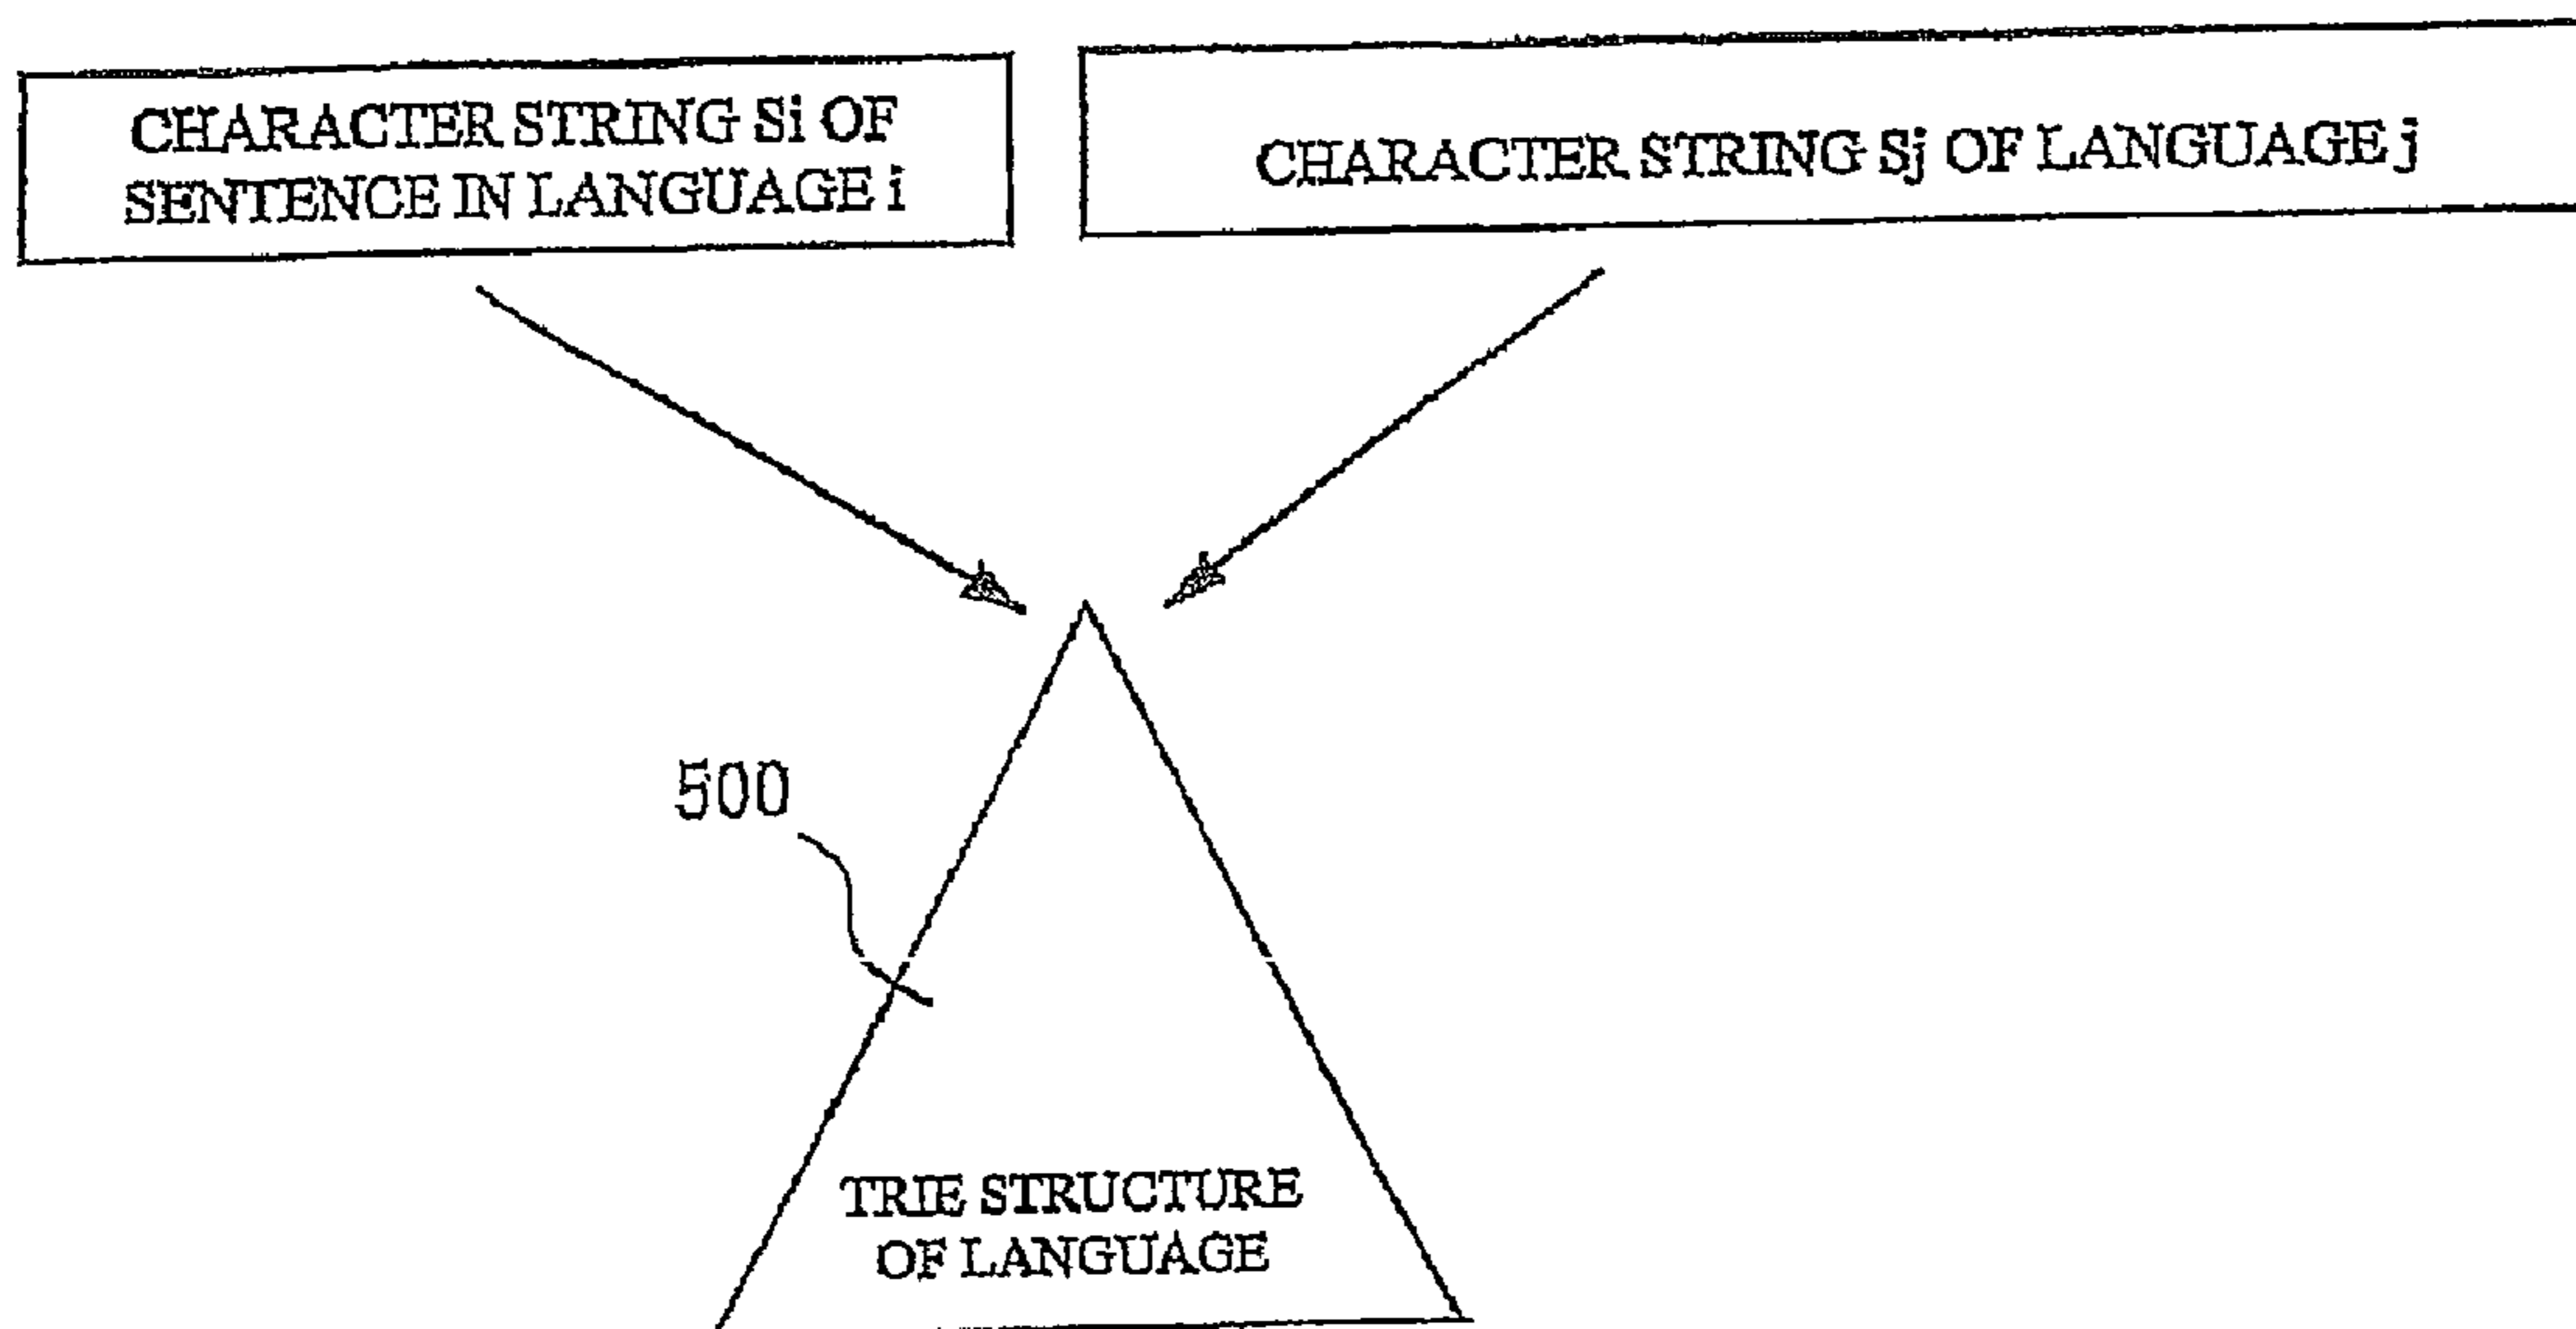 CHARACTER STRING Si OF
SENTENCE IN LANGUAGE i
CHARACTER STRING Sj OF LANGUAGE j
500
TRIE STRUCTURE
OF LANGUAGE